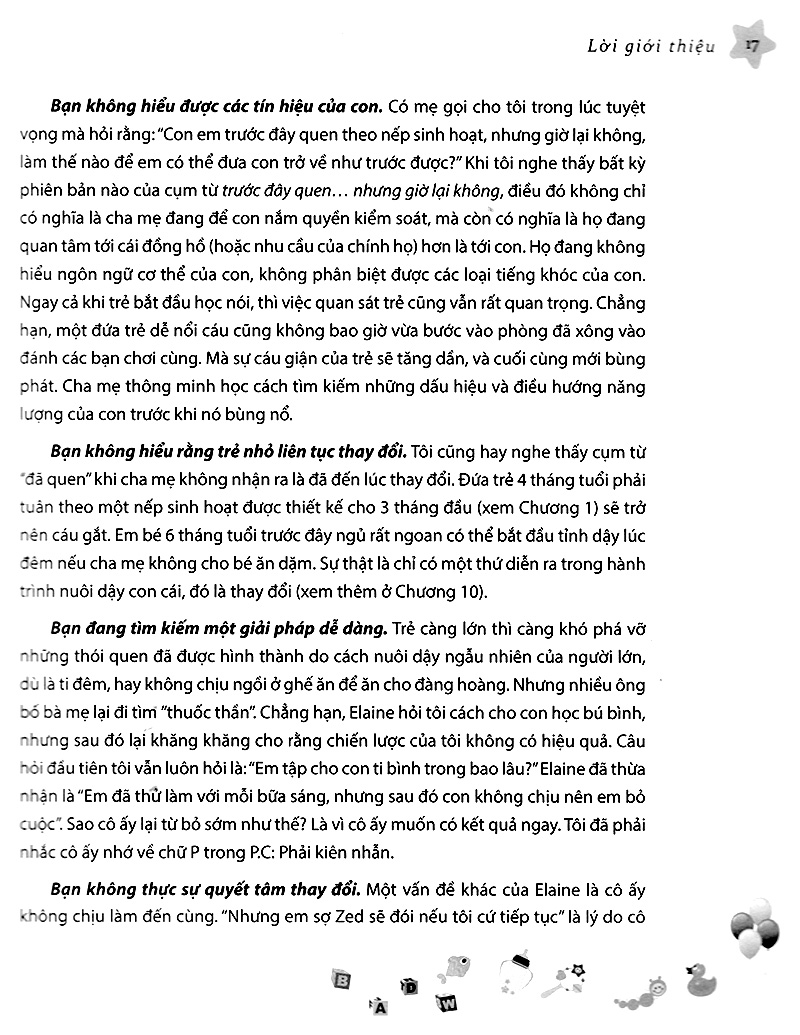 Lời giới thiệu 17
Bạn không hiểu được các tín hiệu của con. Có mẹ gọi cho tôi trong lúc tuyệt
vọng mà hỏi rằng: “Con em trước đây quen theo nếp sinh hoạt, nhưng giờ lại không,
làm thế nào để em có thể đưa con trở về như trước được?” Khi tôi nghe thấy bất kỳ
phiên bản nào của cụm từ trước đây quen… nhưng giờ lại không, điều đó không chỉ
có nghĩa là cha mẹ đang để con nắm quyền kiểm soát, mà còn có nghĩa là họ đang
quan tâm tới cái đồng hồ (hoặc nhu cầu của chính họ) hơn là tới con. Họ đang không
hiểu ngôn ngữ cơ thể của con, không phân biệt được các loại tiếng khóc của con.
Ngay cả khi trẻ bắt đầu học nói, thì việc quan sát trẻ cũng vẫn rất quan trọng. Chẳng
hạn, một đứa trẻ dễ nổi cáu cũng không bao giờ vừa bước vào phòng đã xông vào
đánh các bạn chơi cùng. Mà sự cáu giận của trẻ sẽ tăng dần, và cuối cùng mới bùng
phát. Cha mẹ thông minh học cách tìm kiếm những dấu hiệu và điều hướng năng
lượng của con trước khi nó bùng nổ.
Bạn không hiểu rằng trẻ nhỏ liên tục thay đổi. Tôi cũng hay nghe thấy cụm từ
“đã quen” khi cha mẹ không nhận ra là đã đến lúc thay đổi. Đứa trẻ 4 tháng tuổi phải
tuân theo một nếp sinh hoạt được thiết kế cho 3 tháng đầu (xem Chương 1) sẽ trở
nên cáu gắt. Em bé 6 tháng tuổi trước đây ngủ rất ngoan có thể bắt đầu tỉnh dậy lúc
đêm nếu cha mẹ không cho bé ăn dặm. Sự thật là chỉ có một thứ diễn ra trong hành
trình nuôi dậy con cái, đó là thay đổi (xem thêm ở Chương 10).
Bạn đang tìm kiếm một giải pháp dễ dàng. Trẻ càng lớn thì càng khó phá vỡ
những thói quen đã được hình thành do cách nuôi dậy ngẫu nhiên của người lớn,
dù là ti đêm, hay không chịu ngồi ở ghế ăn để ăn cho đàng hoàng. Nhưng nhiều ông
bố bà mẹ lại đi tìm “thuốc thần”. Chẳng hạn, Elaine hỏi tôi cách cho con học bú bình,
nhưng sau đó lại khăng khăng cho rằng chiến lược của tôi không có hiệu quả. Câu
hỏi đầu tiên tôi vẫn luôn hỏi là: “Em tập cho con ti bình trong bao lâu?” Elaine đã thừa
nhận là “Em đã thử làm với mỗi bữa sáng, nhưng sau đó con không chịu nên em bỏ
cuộc”. Sao cô ấy lại từ bỏ sớm như thế? Là vì cô ấy muốn có kết quả ngay. Tôi đã phải
nhắc cô ấy nhớ về chữ P trong P.C: Phải kiên nhẫn.
Bạn không thực sự quyết tâm thay đổi. Một vấn đề khác của Elaine là cô ấy
không chịu làm đến cùng. “Nhưng em sợ Zed sẽ đói nếu tôi cứ tiếp tục” là lý do cô
B A D W